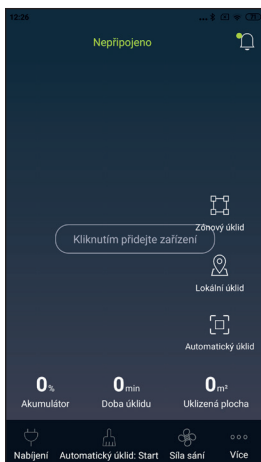 12:26
Nepřipojeno
Zónový úklid
Kliknutím přidejte zařízení
Lokální úklid
Automatický úklid
0% 0min 0m²
Akumulátor Doba úklidu Uklizená plocha
Nabíjení Automatický úklid: Start Síla sání Více